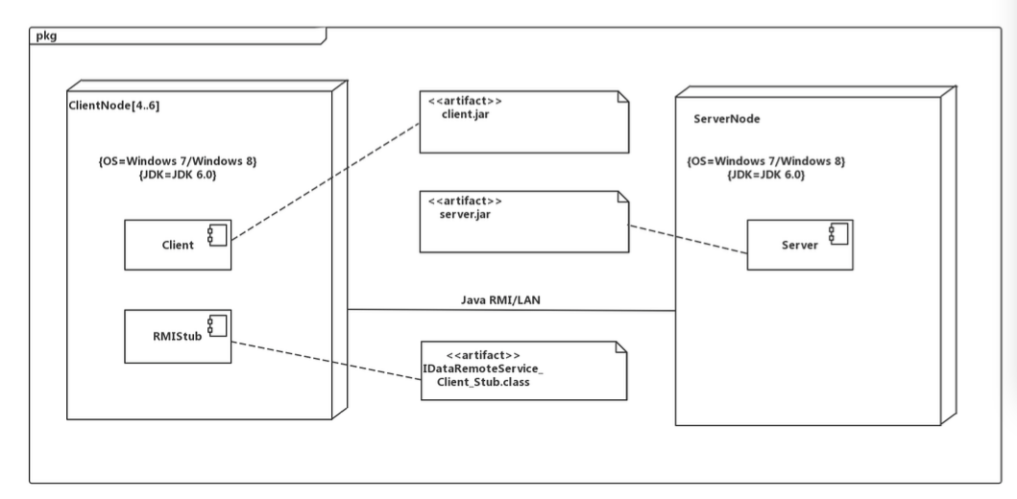 pkg
ClientNode[4..6]
{OS=Windows 7/Windows 8}
{JDK=JDK 6.0}
Client
RMIStub
<<artifact>>
client.jar
<<artifact>>
server.jar
Java RMI/LAN
<<artifact>>
IDataRemoteService_
Client_Stub.class
ServerNode
{OS=Windows 7/Windows 8}
{JDK=JDK 6.0}
Server